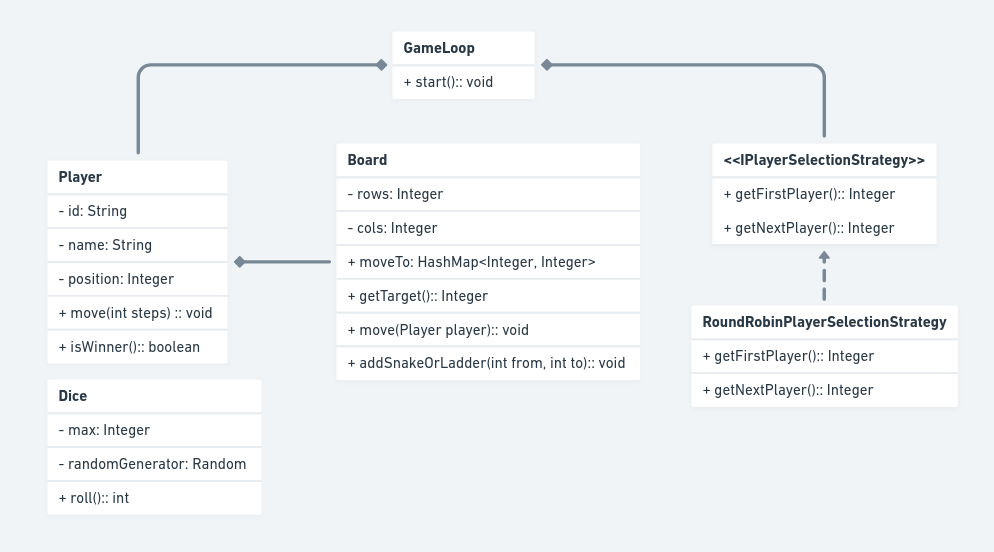 GameLoop
+ start():: void
Player
- id: String
- name: String
- position: Integer
+ move(int steps) :: void
+ isWinner():: boolean
Board
- rows: Integer
- cols: Integer
+ moveTo: HashMap<Integer, Integer>
+ getTarget():: Integer
+ move(Player player):: void
+ addSnakeOrLadder(int from, int to):: void
<<IPlayerSelectionStrategy>>
+ getFirstPlayer():: Integer
+ getNextPlayer():: Integer
RoundRobinPlayerSelectionStrategy
+ getFirstPlayer():: Integer
+ getNextPlayer():: Integer
Dice
- max: Integer
- randomGenerator: Random
+ roll():: int